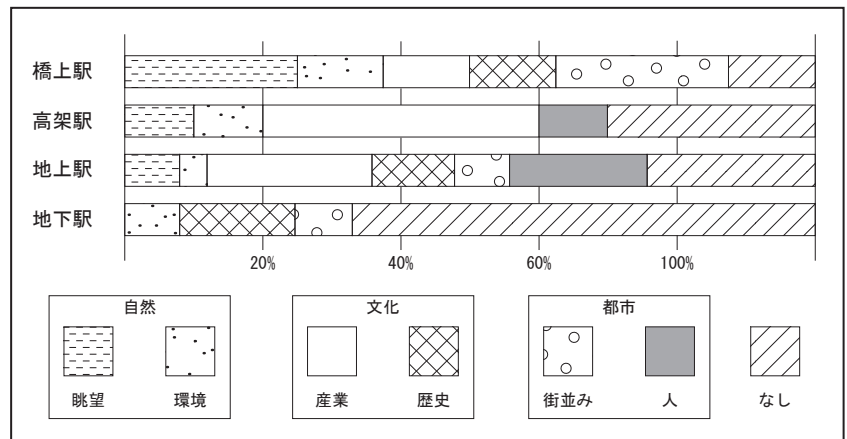 橋上駅
高架駅
地上駅
地下駅
20% 40% 60% 100%
自然 文化 都市
眺望 環境 産業 歴史 街並み 人 なし